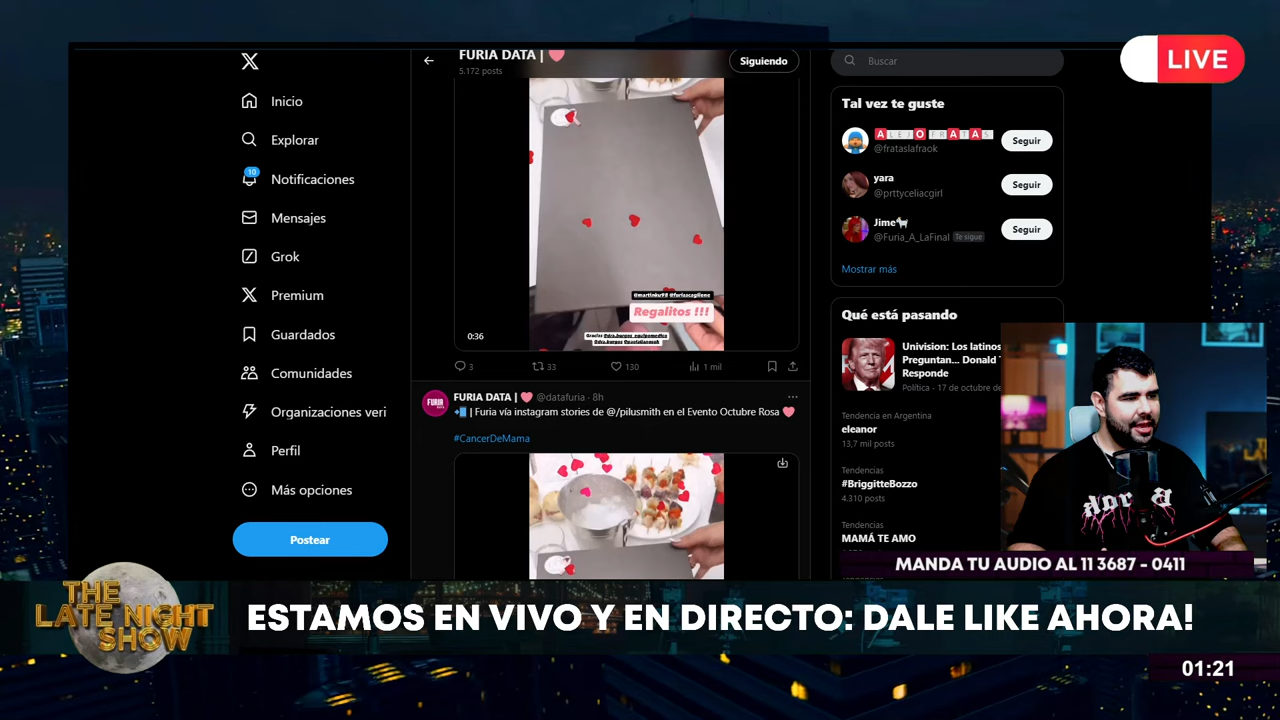 LIVE
FURIA DATA |
5.172 posts
Siguiendo
Inicio
Explorar
10
Notificaciones
Mensajes
Grok
Premium
Guardados
Comunidades
Organizaciones veri
Perfil
Más opciones
Postear
Regalitos !!!
0:36
3
33
130
1 mil
FURIA DATA | @datafuria · 8h
FURIA
| Furia vía instagram stories de @/pilusmith en el Evento Octubre Rosa
#CancerDeMama
Buscar
Tal vez te guste
ALEJO FRATAS
@frataslafraok
Seguir
yara
@prttyceliacgirl
Seguir
Jime
@Furia_A_LaFinal Te sigue
Seguir
Mostrar más
Qué está pasando
Univision: Los latinos
Preguntan... Donald T
Responde
Política · 17 de octubre de
Tendencia en Argentina
eleanor
13,7 mil posts
Tendencias
#BriggitteBozzo
4.310 posts
Tendencias
MAMÁ TE AMO
MANDA TU AUDIO AL 11 3687 - 0411
THE
LATE NIGHT
SHOW
ESTAMOS EN VIVO Y EN DIRECTO: DALE LIKE AHORA!
01:21